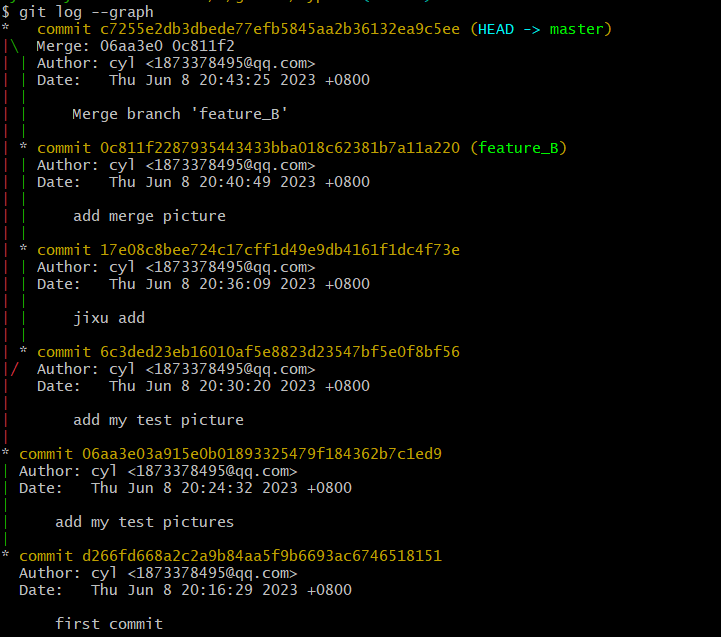 $ git log --graph
*   commit c7255e2db3dbede77efb5845aa2b36132ea9c5ee (HEAD -> master)
|\  Merge: 06aa3e0 0c811f2
| | Author: cyl <1873378495@qq.com>
| | Date:   Thu Jun 8 20:43:25 2023 +0800
| |
| |     Merge branch 'feature_B'
| |
| * commit 0c811f2287935443433bba018c62381b7a11a220 (feature_B)
| | Author: cyl <1873378495@qq.com>
| | Date:   Thu Jun 8 20:40:49 2023 +0800
| |
| |     add merge picture
| |
| * commit 17e08c8bee724c17cff1d49e9db4161f1dc4f73e
| | Author: cyl <1873378495@qq.com>
| | Date:   Thu Jun 8 20:36:09 2023 +0800
| |
| |     jixu add
| |
| * commit 6c3ded23eb16010af5e8823d23547bf5e0f8bf56
|/  Author: cyl <1873378495@qq.com>
|   Date:   Thu Jun 8 20:30:20 2023 +0800
|
|       add my test picture
|
* commit 06aa3e03a915e0b01893325479f184362b7c1ed9
| Author: cyl <1873378495@qq.com>
| Date:   Thu Jun 8 20:24:32 2023 +0800
|
|     add my test pictures
|
* commit d266fd668a2c2a9b84aa5f9b6693ac6746518151
  Author: cyl <1873378495@qq.com>
  Date:   Thu Jun 8 20:16:29 2023 +0800

      first commit